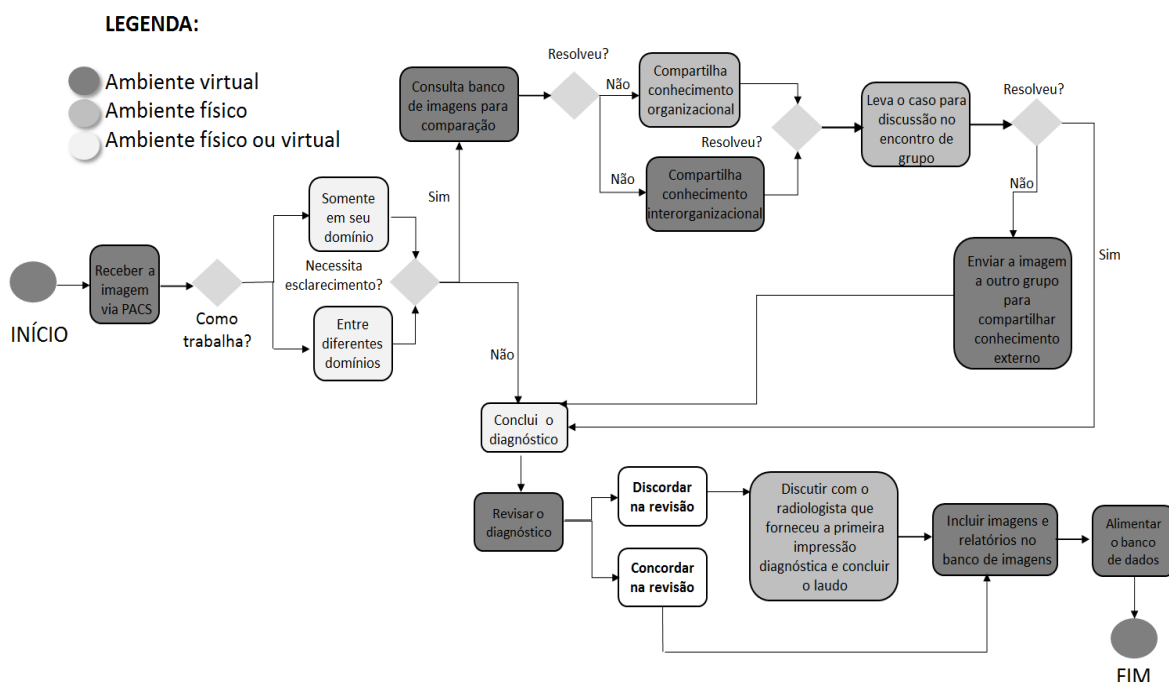 LEGENDA:
Ambiente virtual
Ambiente físico
Ambiente físico ou virtual
INÍCIO
Receber a
imagem
via PACS
Como
trabalha?
Somente
em seu
domínio
Necessita
esclarecimento?
Entre
diferentes
domínios
Sim
Não
Consulta banco
de imagens para
comparação
Resolveu?
Não
Compartilha
conhecimento
organizacional
Não
Resolveu?
Compartilha
conhecimento
interorganizacional
Leva o caso para
discussão no
encontro de
grupo
Resolveu?
Não
Sim
Enviar a imagem
a outro grupo
para
compartilhar
conhecimento
externo
Conclui o
diagnóstico
Revisar o
diagnóstico
Discordar
na revisão
Concordar
na revisão
Discutir com o
radiologista que
forneceu a primeira
impressão
diagnóstica e concluir
o laudo
Incluir imagens e
relatórios no
banco de imagens
Alimentar
o banco
de dados
FIM